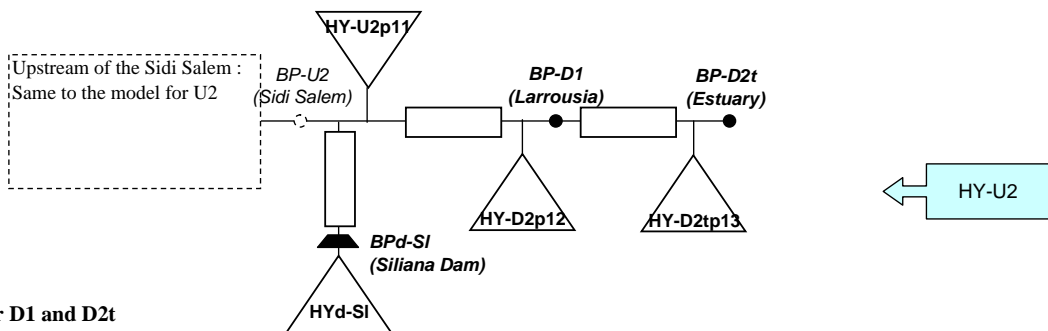 HY-U2p11
Upstream of the Sidi Salem :
Same to the model for U2
BP-U2
(Sidi Salem)
BP-D1
(Larrousia)
BP-D2t
(Estuary)
HY-U2
HY-D2p12
HY-D2tp13
BPd-SI
(Siliana Dam)
HYd-SI
D1 and D2t